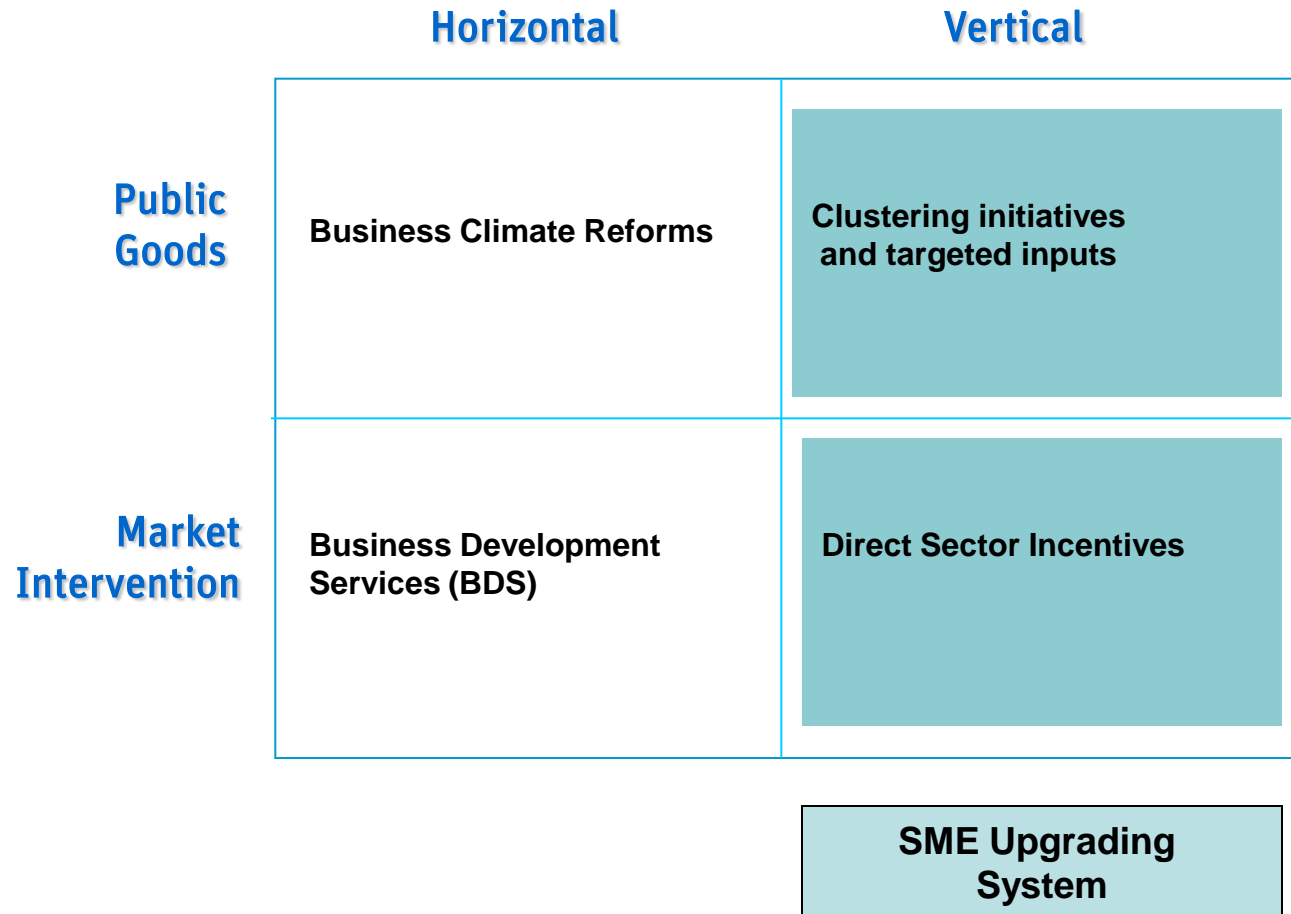 Horizontal
Vertical
Public
Goods
Business Climate Reforms
Clustering initiatives
and targeted inputs
Market
Intervention
Business Development
Services (BDS)
Direct Sector Incentives
SME Upgrading
System